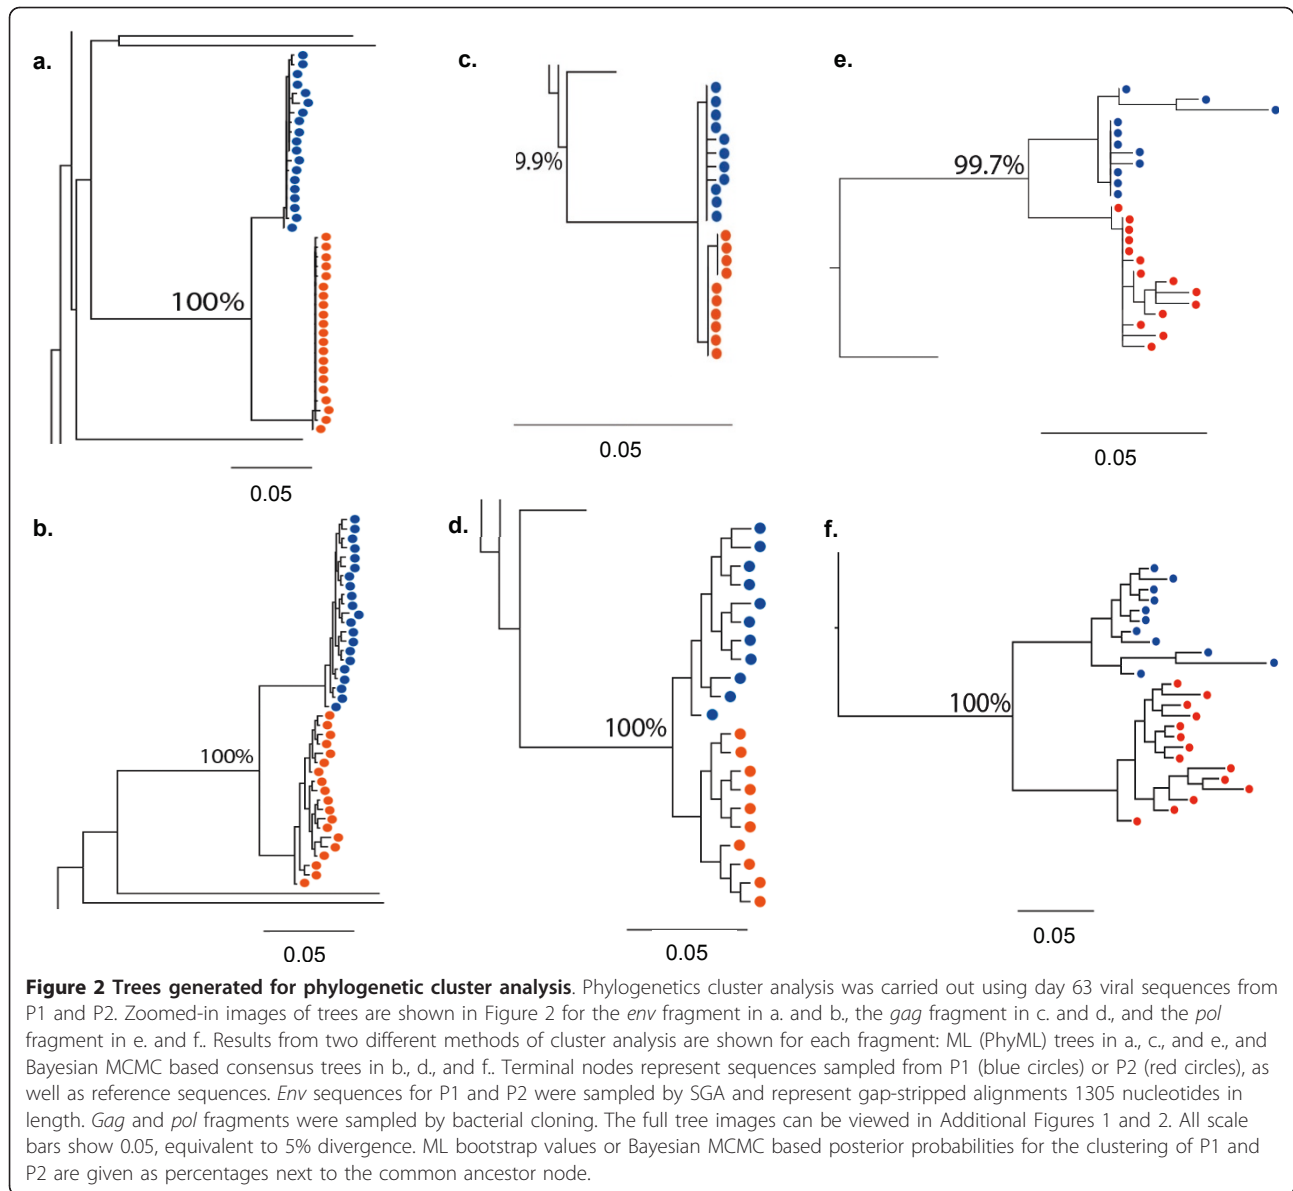 a.
100%
0.05
c.
9.9%
0.05
e.
99.7%
0.05
b.
100%
0.05
d.
100%
0.05
f.
100%
0.05
Figure 2 Trees generated for phylogenetic cluster analysis. Phylogenetics cluster analysis was carried out using day 63 viral sequences from
P1 and P2. Zoomed-in images of trees are shown in Figure 2 for the env fragment in a. and b., the gag fragment in c. and d., and the pol
fragment in e. and f.. Results from two different methods of cluster analysis are shown for each fragment: ML (PhyML) trees in a., c., and e., and
Bayesian MCMC based consensus trees in b., d., and f.. Terminal nodes represent sequences sampled from P1 (blue circles) or P2 (red circles), as
well as reference sequences. Env sequences for P1 and P2 were sampled by SGA and represent gap-stripped alignments 1305 nucleotides in
length. Gag and pol fragments were sampled by bacterial cloning. The full tree images can be viewed in Additional Figures 1 and 2. All scale
bars show 0.05, equivalent to 5% divergence. ML bootstrap values or Bayesian MCMC based posterior probabilities for the clustering of P1 and
P2 are given as percentages next to the common ancestor node.